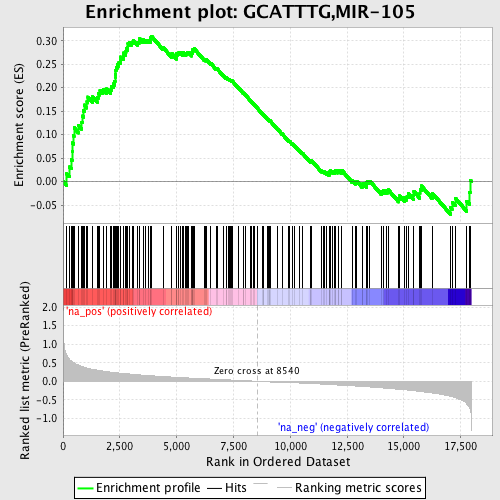 Enrichment plot: GCATTTG,MIR-105
Enrichment score (ES)
0.30
0.25
0.20
0.15
0.10
0.05
0.00
-0.05
'na_pos' (positively correlated)
Ranked list metric (PreRanked)
2.0
1.5
1.0
0.5
0.0
-0.5
-1.0
Zero cross at 8540
'na_neg' (negatively correlated)
0 2,500 5,000 7,500 10,000 12,500 15,000 17,500
Rank in Ordered Dataset
Enrichment profile Hits Ranking metric scores